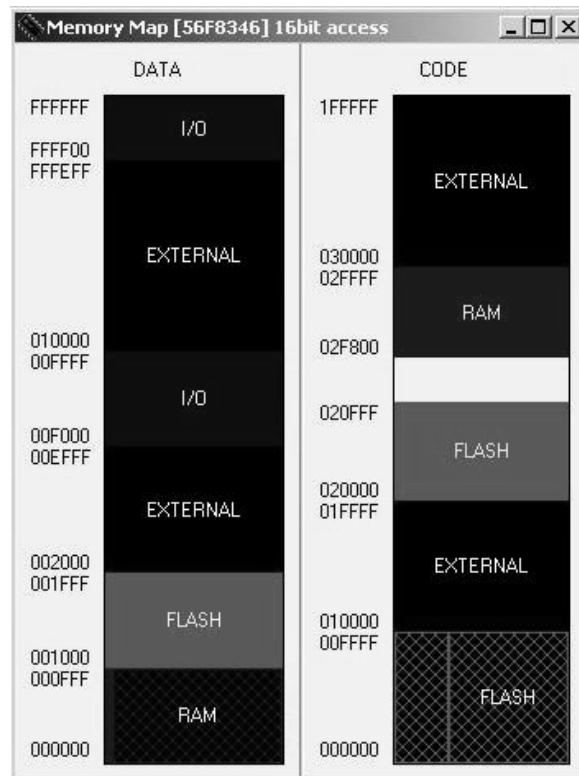 Memory Map [56F8346] 16bit access
DATA
FFFFFF
I/O
FFFF00
FFFEFF
EXTERNAL
010000
00FFFF
I/O
00F000
00EFFF
EXTERNAL
002000
001FFF
FLASH
001000
000FFF
RAM
000000
CODE
1FFFFF
EXTERNAL
030000
02FFFF
RAM
02F800
020FFF
FLASH
020000
01FFFF
EXTERNAL
010000
00FFFF
FLASH
000000